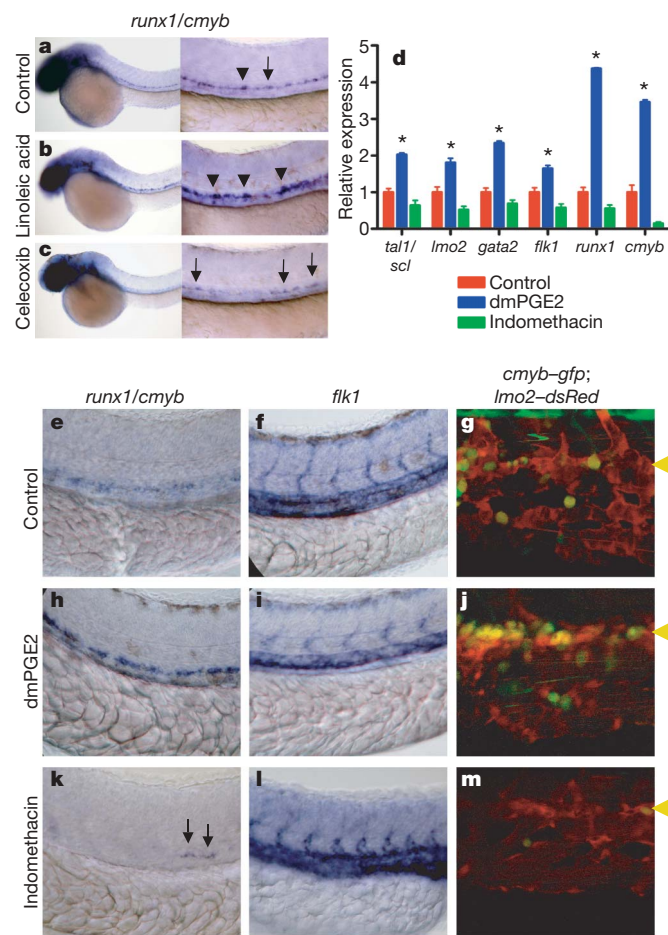 runx1/cmyb
a
Control
b
Linoleic acid
c
Celecoxib
d
Relative expression
5
4
3
2
1
0
* * * * * *
tal1/
scl
lmo2
gata2
flk1
runx1
cmyb
Control
dmPGE2
Indomethacin
runx1/cmyb
flk1
cmyb–gfp;
lmo2–dsRed
Control
e
f
g
dmPGE2
h
i
j
Indomethacin
k
l
m